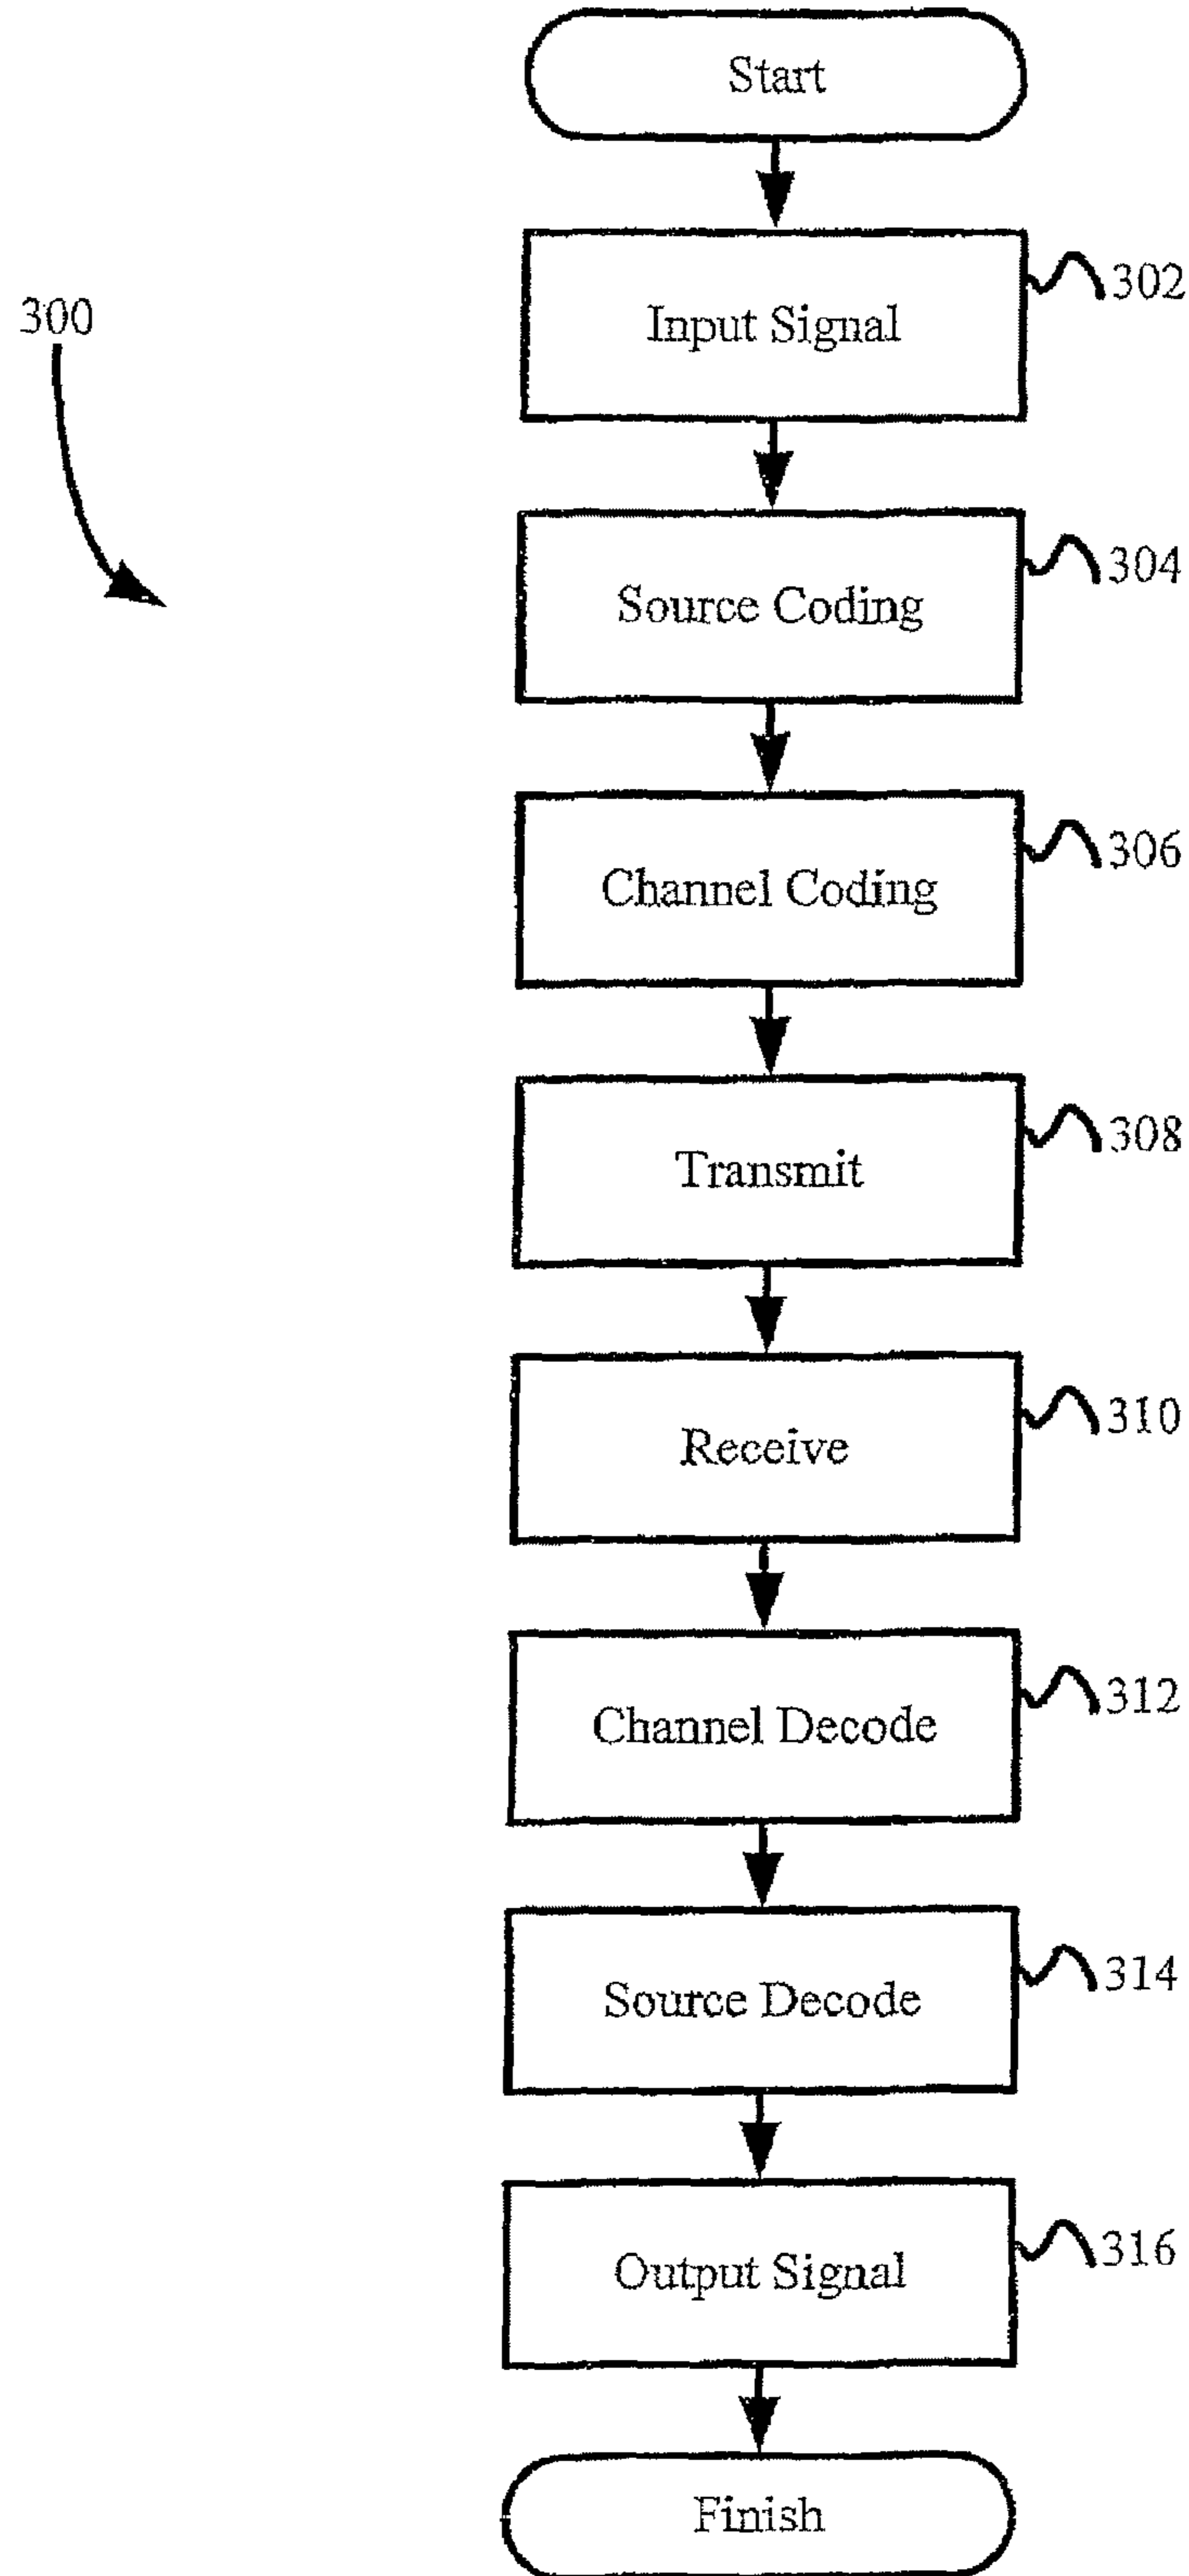 Start
Input Signal
302
300
Source Coding
304
Channel Coding
306
Transmit
308
Receive
310
Channel Decode
312
Source Decode
314
Output Signal
316
Finish